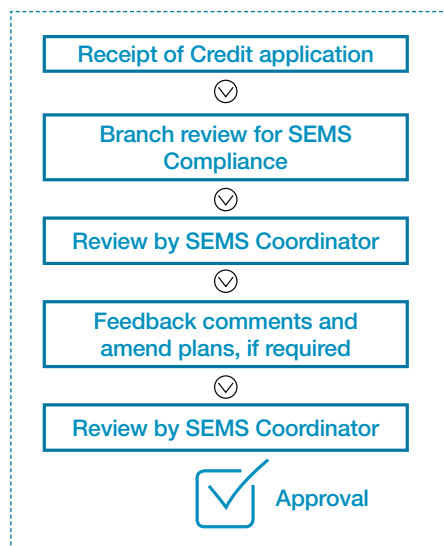 Receipt of Credit application
Branch review for SEMS
Compliance
Review by SEMS Coordinator
Feedback comments and
amend plans, if required
Review by SEMS Coordinator
Approval